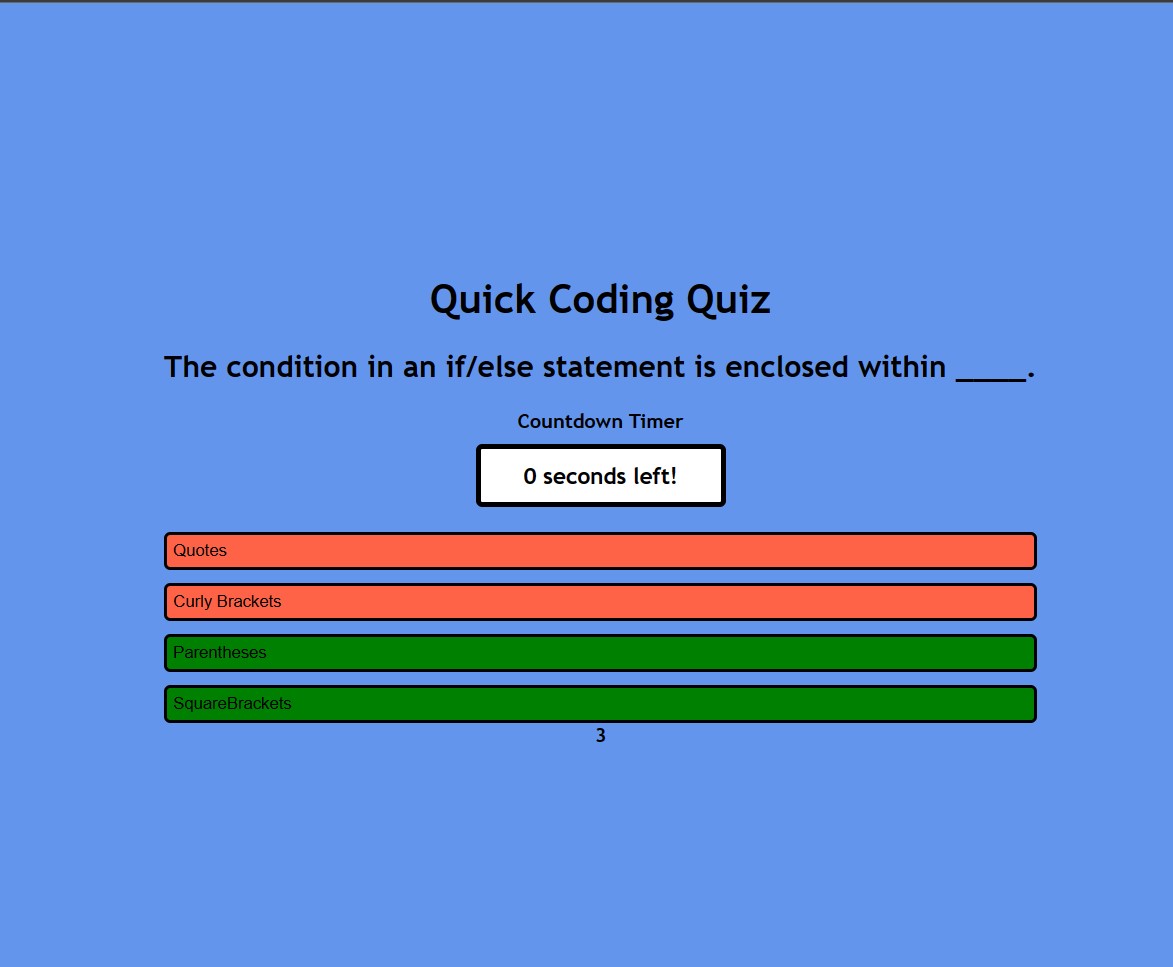 Quick Coding Quiz
The condition in an if/else statement is enclosed within ____.
Countdown Timer
0 seconds left!
Quotes
Curly Brackets
Parentheses
SquareBrackets
3